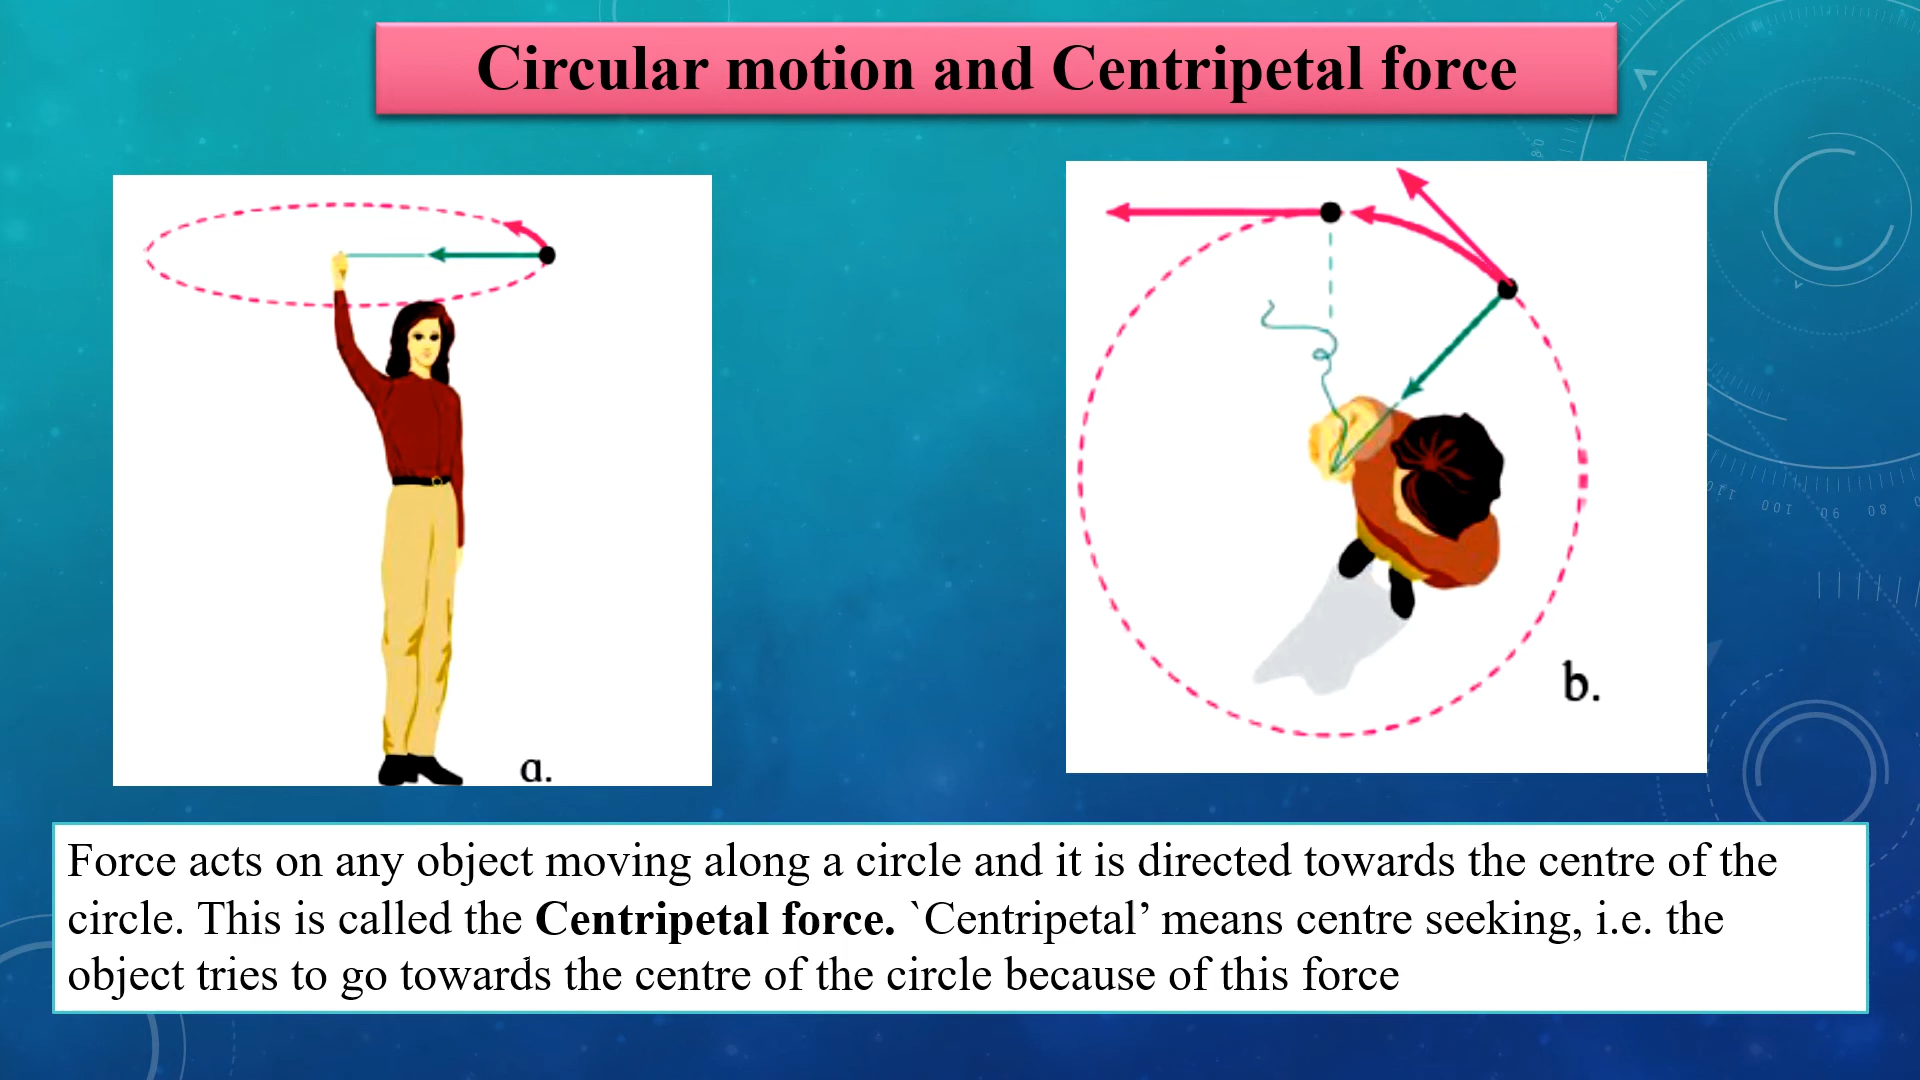 Circular motion and Centripetal force
a.
b.
Force acts on any object moving along a circle and it is directed towards the centre of the
circle. This is called the Centripetal force. `Centripetal’ means centre seeking, i.e. the
object tries to go towards the centre of the circle because of this force